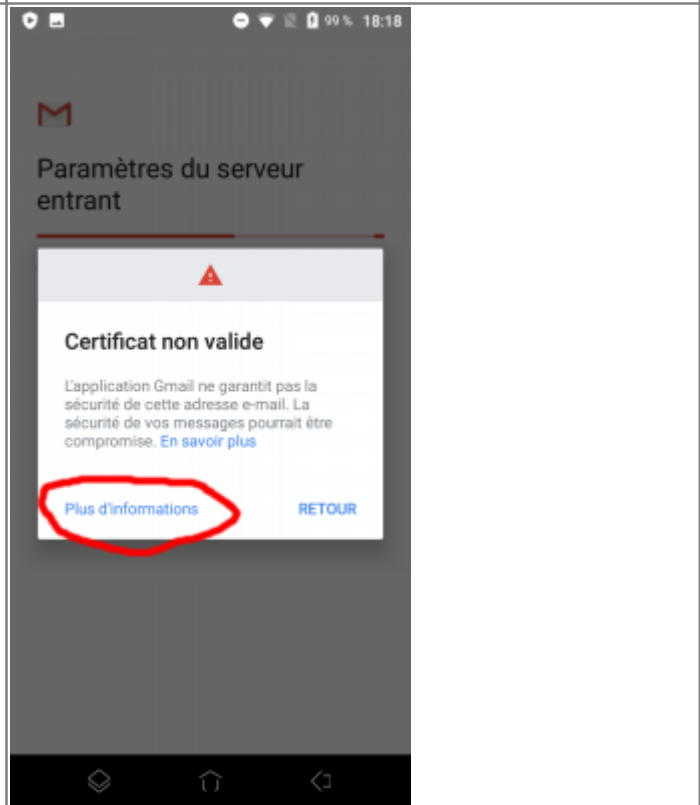 99 % 18:18
Paramètres du serveur
entrant
Certificat non valide
L'application Gmail ne garantit pas la
sécurité de cette adresse e-mail. La
sécurité de vos messages pourrait être
compromise. En savoir plus
Plus d'informations RETOUR